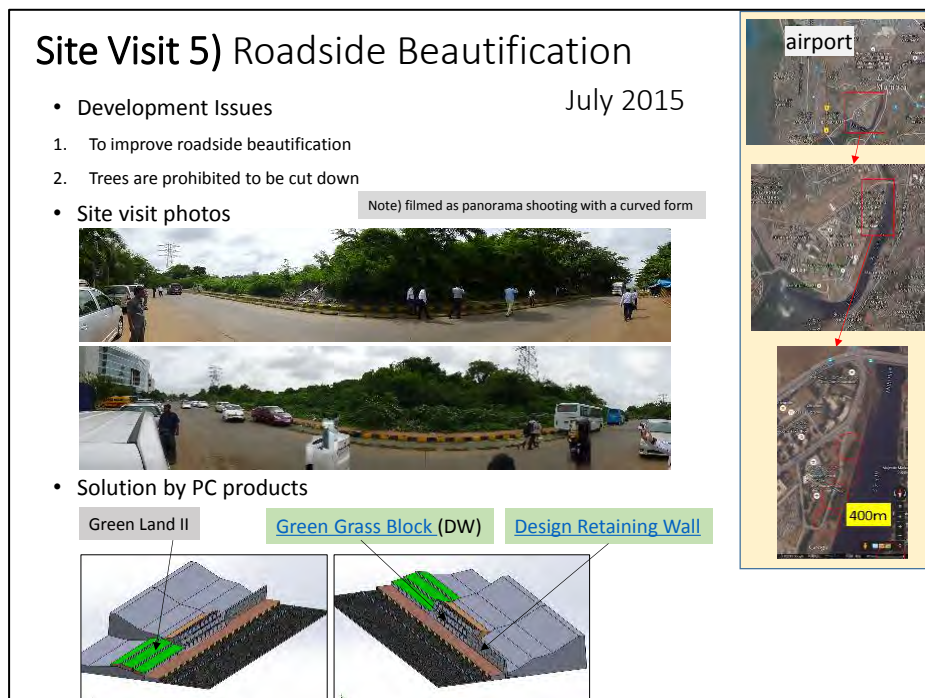 Site Visit 5) Roadside Beautification
July 2015
• Development Issues
1. To improve roadside beautification
2. Trees are prohibited to be cut down
• Site visit photos
Note) filmed as panorama shooting with a curved form
• Solution by PC products
Green Land II
Green Grass Block (DW)
Design Retaining Wall
airport
Mumbai
400m
Google